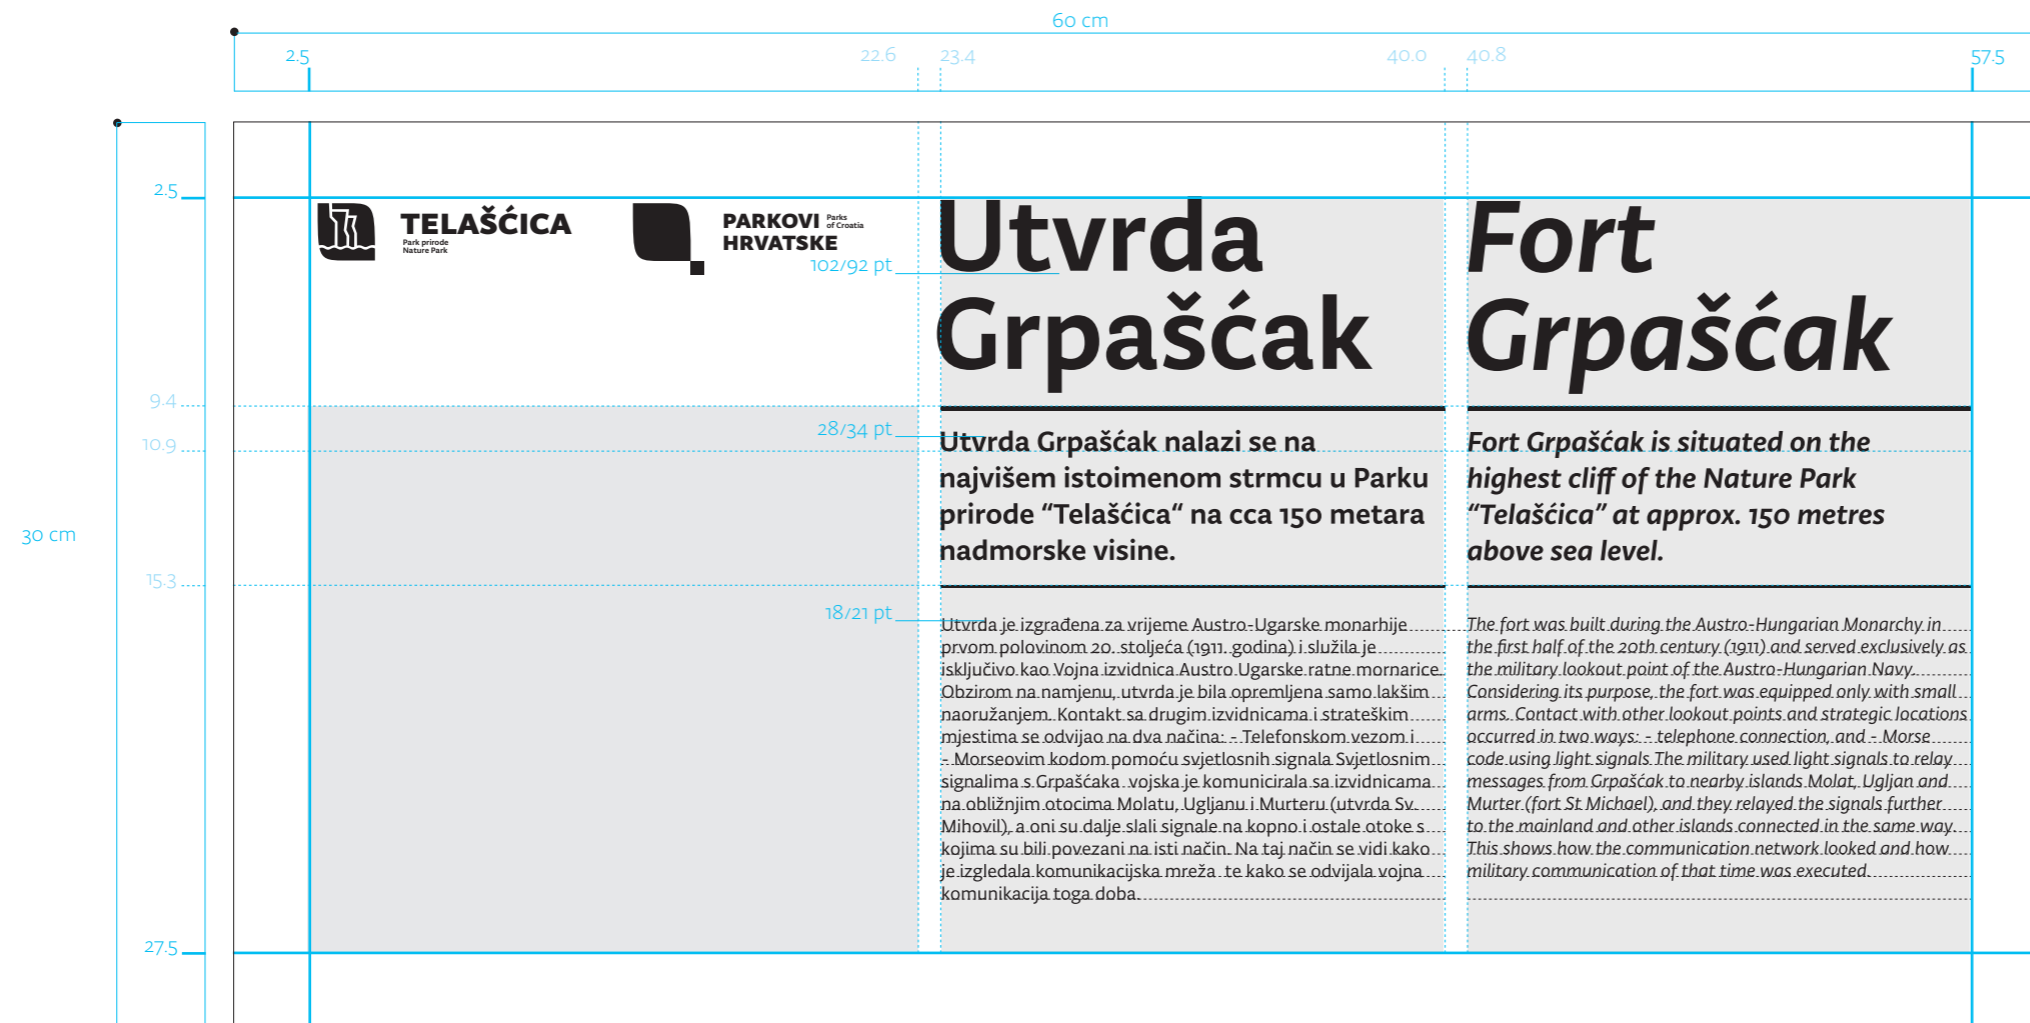 60 cm
2.5
22.6
23.4
40.0
40.8
57.5
30 cm
2.5
9.4
10.9
15.3
27.5
TELAŠĆICA
Park prirode
Nature Park
PARKOVI
HRVATSKE
Parks
of Croatia
102/92 pt
28/34 pt
18/21 pt
Utvrda
Grpašćak
Utvrda Grpašćak nalazi se na
najvišem istoimenom strmcu u Parku
prirode “Telašćica“ na cca 150 metara
nadmorske visine.
Utvrda je izgrađena za vrijeme Austro-Ugarske monarhije
prvom polovinom 20. stoljeća (1911. godina) i služila je
isključivo kao Vojna izvidnica Austro Ugarske ratne mornarice.
Obzirom na namjenu, utvrda je bila opremljena samo lakšim
naoružanjem. Kontakt sa drugim izvidnicama i strateškim
mjestima se odvijao na dva načina: - Telefonskom vezom i
- Morseovim kodom pomoću svjetlosnih signala Svjetlosnim
signalima s Grpašćaka vojska je komunicirala sa izvidnicama
na obližnjim otocima Molatu, Ugljanu i Murteru (utvrda Sv.
Mihovil), a oni su dalje slali signale na kopno i ostale otoke s
kojima su bili povezani na isti način. Na taj način se vidi kako
je izgledala komunikacijska mreža te kako se odvijala vojna
komunikacija toga doba.
Fort
Grpašćak
Fort Grpašćak is situated on the
highest cliff of the Nature Park
“Telašćica” at approx. 150 metres
above sea level.
The fort was built during the Austro-Hungarian Monarchy in
the first half of the 20th century (1911) and served exclusively as
the military lookout point of the Austro-Hungarian Navy.
Considering its purpose, the fort was equipped only with small
arms. Contact with other lookout points and strategic locations
occurred in two ways: - telephone connection, and - Morse
code using light signals The military used light signals to relay
messages from Grpašćak to nearby islands Molat, Ugljan and
Murter (fort St Michael), and they relayed the signals further
to the mainland and other islands connected in the same way.
This shows how the communication network looked and how
military communication of that time was executed.